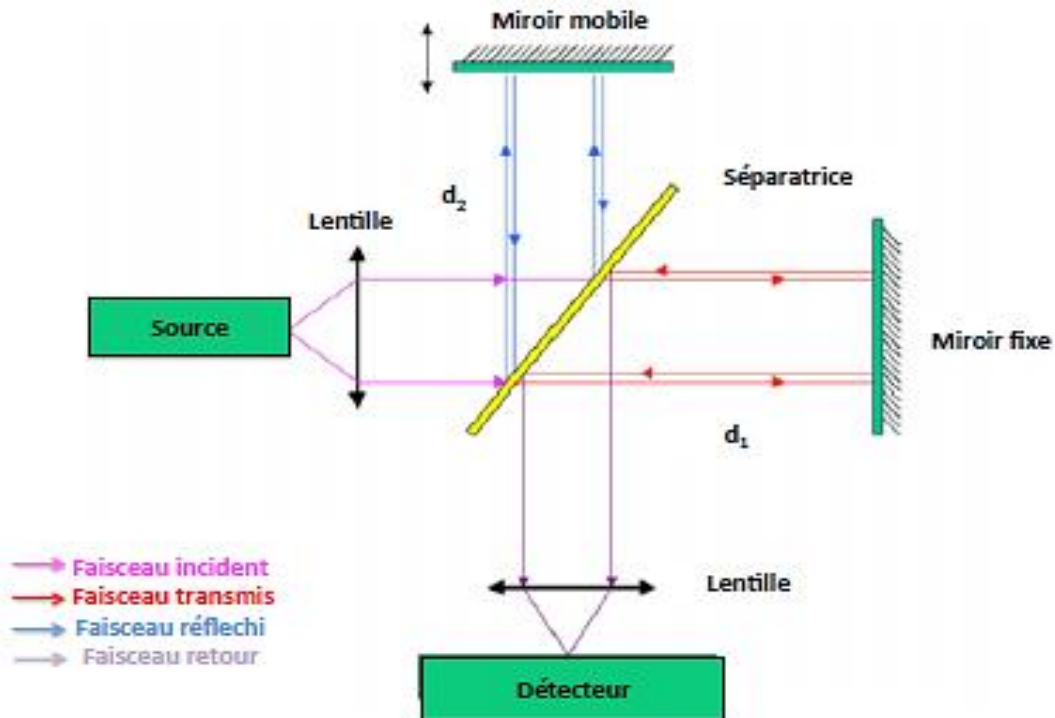 Miroir mobile
Séparatrice
d2
Lentille
Source
Miroir fixe
d1
Faisceau incident
Lentille
Faisceau transmis
Faisceau réflechi
Faisceau retour
Détecteur